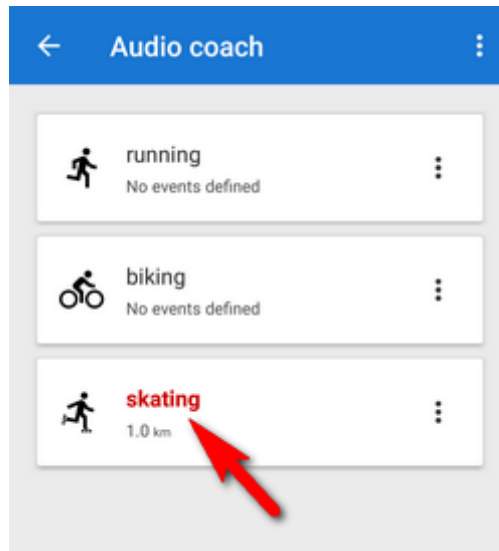 Audio coach
running
No events defined
biking
No events defined
skating
1.0 km